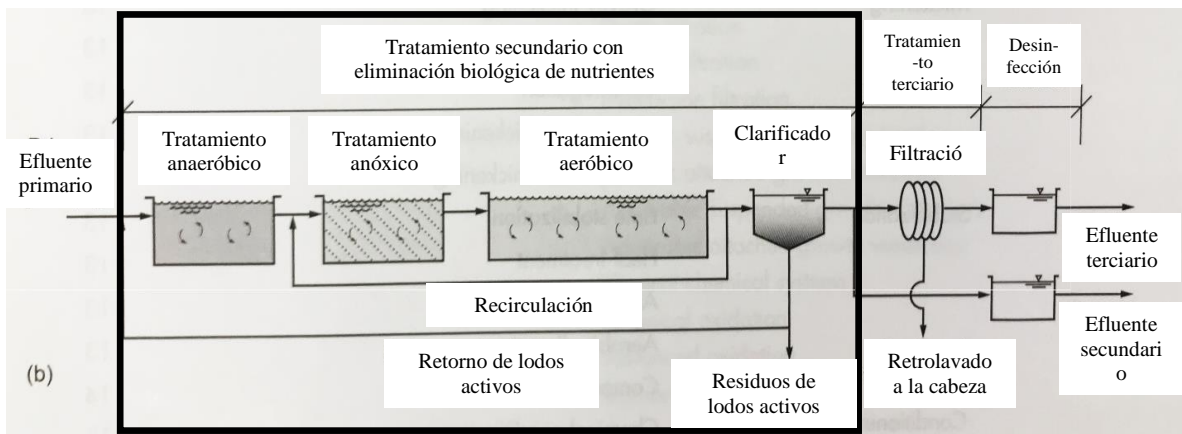 Tratamiento secundario con
eliminación biológica de nutrientes
Tratamien
-to
terciario
Desin-
fección
Efluente
primario
Tratamiento
anaeróbico
Tratamiento
anóxico
Tratamiento
aeróbico
Clarificado
r
Filtració
Recirculación
Retorno de lodos
activos
Residuos de
lodos activos
Retrolavado
a la cabeza
Efluente
terciario
Efluente
secundari
o
(b)